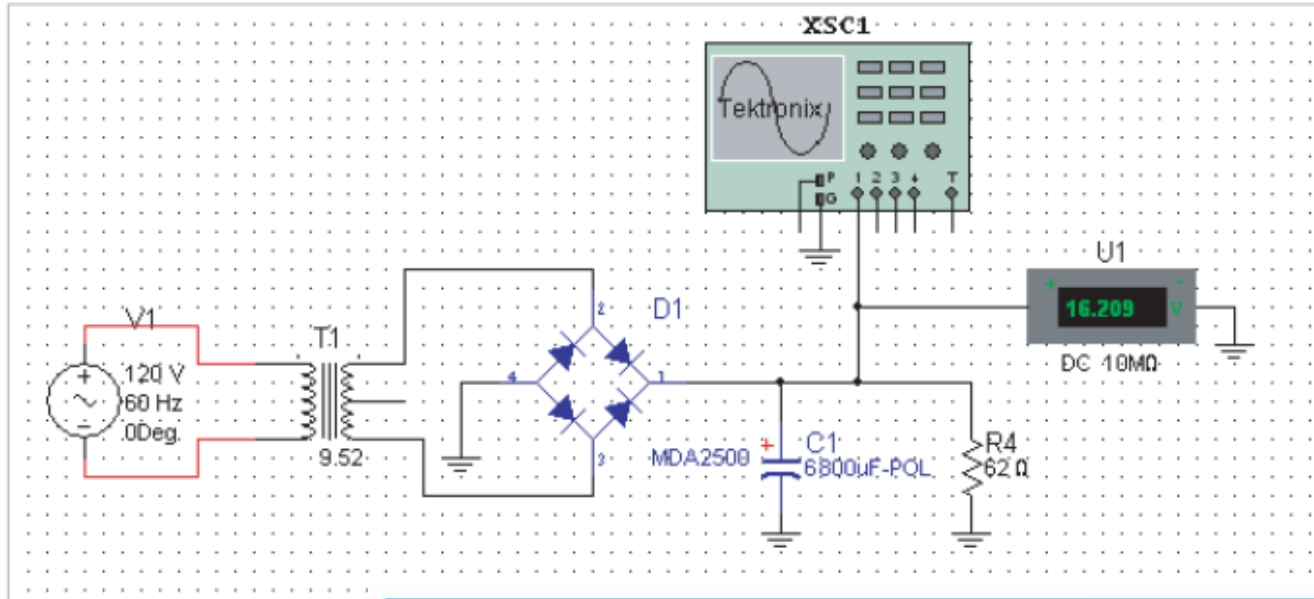 XSC1
Tektronix
P 1 2 3 4 T
G
U1
+ -
16.209 V
DC 10MΩ
V1
+
120 V
60 Hz
0Deg
T1
9.52
2
D1
4
1
3
MDA2500
+
C1
6800uF-POL
R4
62 Ω